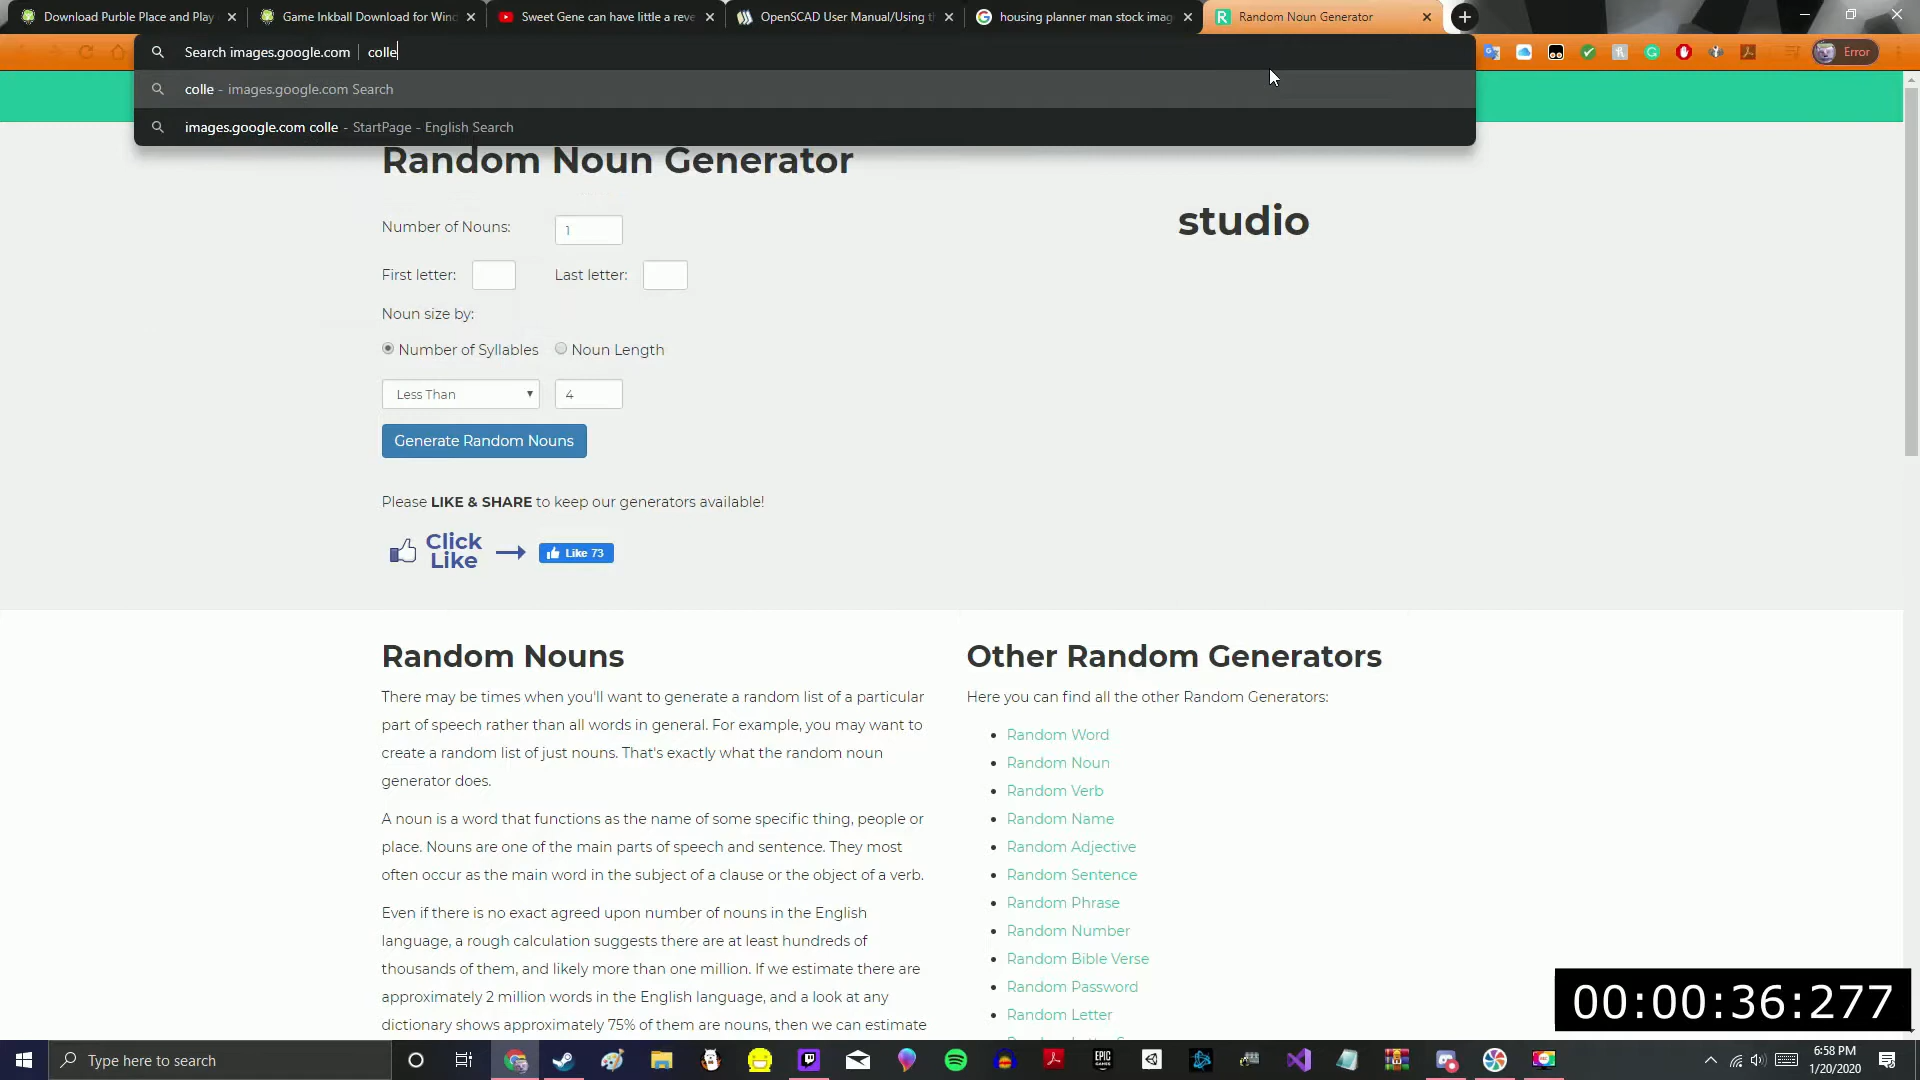 Download Purble Place and Play
Game Inkball Download for Wind
Sweet Gene can have little a reve
OpenSCAD User Manual/Using th
housing planner man stock imag
Random Noun Generator
Search images.google.com | colle
Error
colle - images.google.com Search
images.google.com colle - StartPage - English Search
Random Noun Generator
studio
Number of Nouns:
1
First letter:
Last letter:
Noun size by:
Number of Syllables
Noun Length
Less Than
4
Generate Random Nouns
Please LIKE & SHARE to keep our generators available!
Click
Like
Like 73
Random Nouns
There may be times when you'll want to generate a random list of a particular
part of speech rather than all words in general. For example, you may want to
create a random list of just nouns. That's exactly what the random noun
generator does.
A noun is a word that functions as the name of some specific thing, people or
place. Nouns are one of the main parts of speech and sentence. They most
often occur as the main word in the subject of a clause or the object of a verb.
Even if there is no exact agreed upon number of nouns in the English
language, a rough calculation suggests there are at least hundreds of
thousands of them, and likely more than one million. If we estimate there are
approximately 2 million words in the English language, and a look at any
dictionary shows approximately 75% of them are nouns, then we can estimate
Other Random Generators
Here you can find all the other Random Generators:
Random Word
Random Noun
Random Verb
Random Name
Random Adjective
Random Sentence
Random Phrase
Random Number
Random Bible Verse
Random Password
Random Letter
00:00:36:277
Type here to search
EPIC
GAMES
6:58 PM
1/20/2020